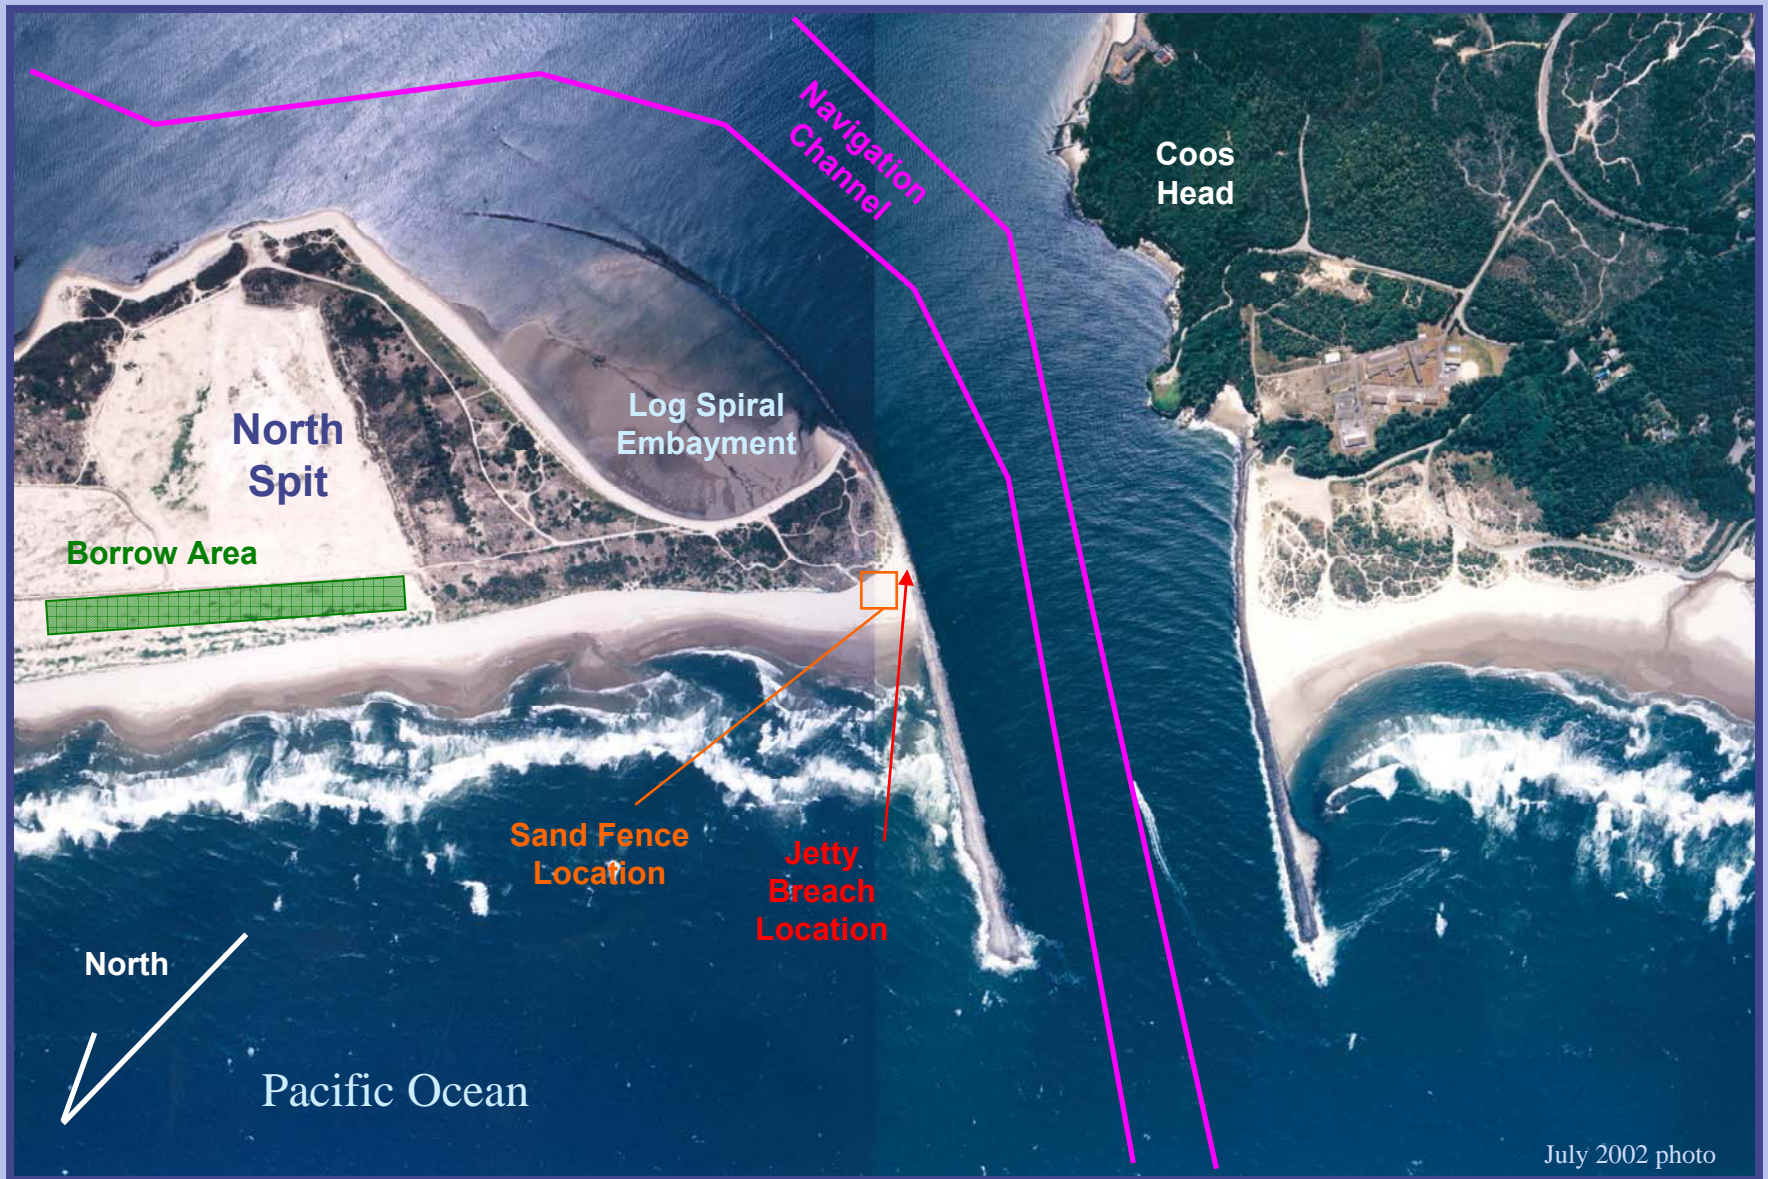 Navigation
Channel
Coos
Head
Log Spiral
Embayment
North
Spit
Borrow Area
Sand Fence
Location
Jetty
Breach
Location
North
Pacific Ocean
July 2002 photo